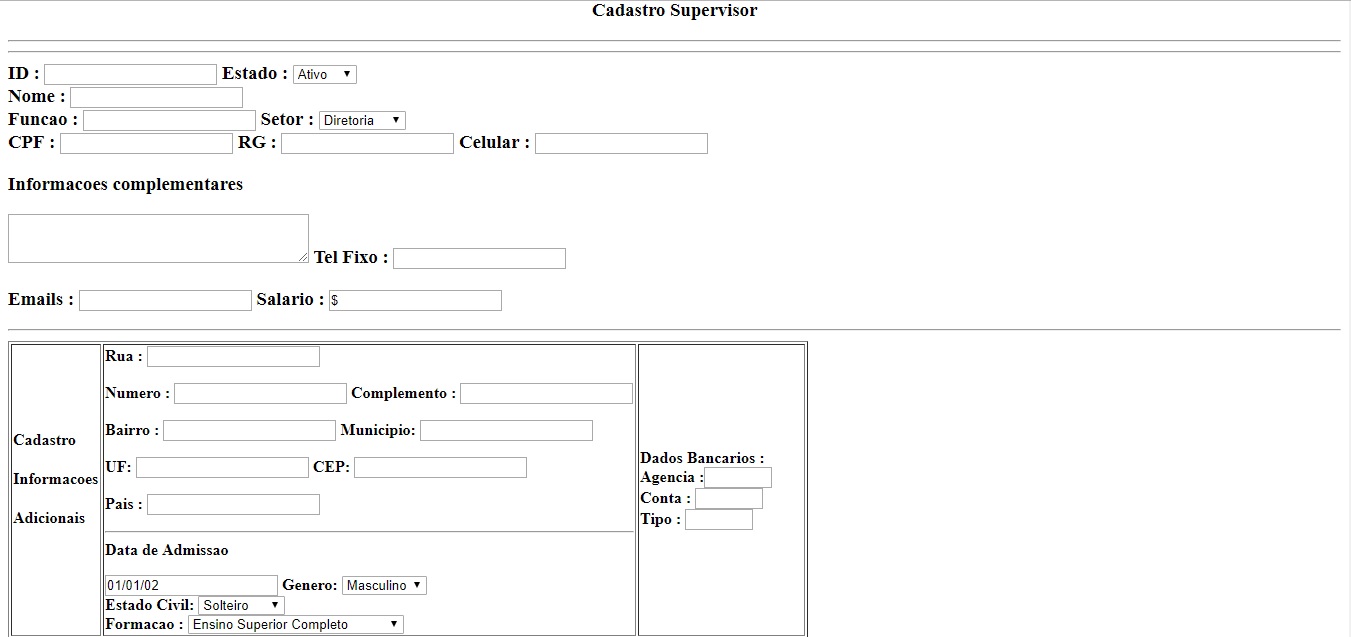 Cadastro Supervisor
ID : Estado : Ativo
Nome :
Funcao : Setor : Diretoria
CPF : RG : Celular :
Informacoes complementares
Tel Fixo :
Emails : Salario : $
Cadastro
Informacoes
Adicionais
Rua :
Numero : Complemento :
Bairro : Municipio:
UF: CEP:
Pais :
Data de Admissao
01/01/02 Genero: Masculino
Estado Civil: Solteiro
Formacao : Ensino Superior Completo
Dados Bancarios :
Agencia :
Conta :
Tipo :